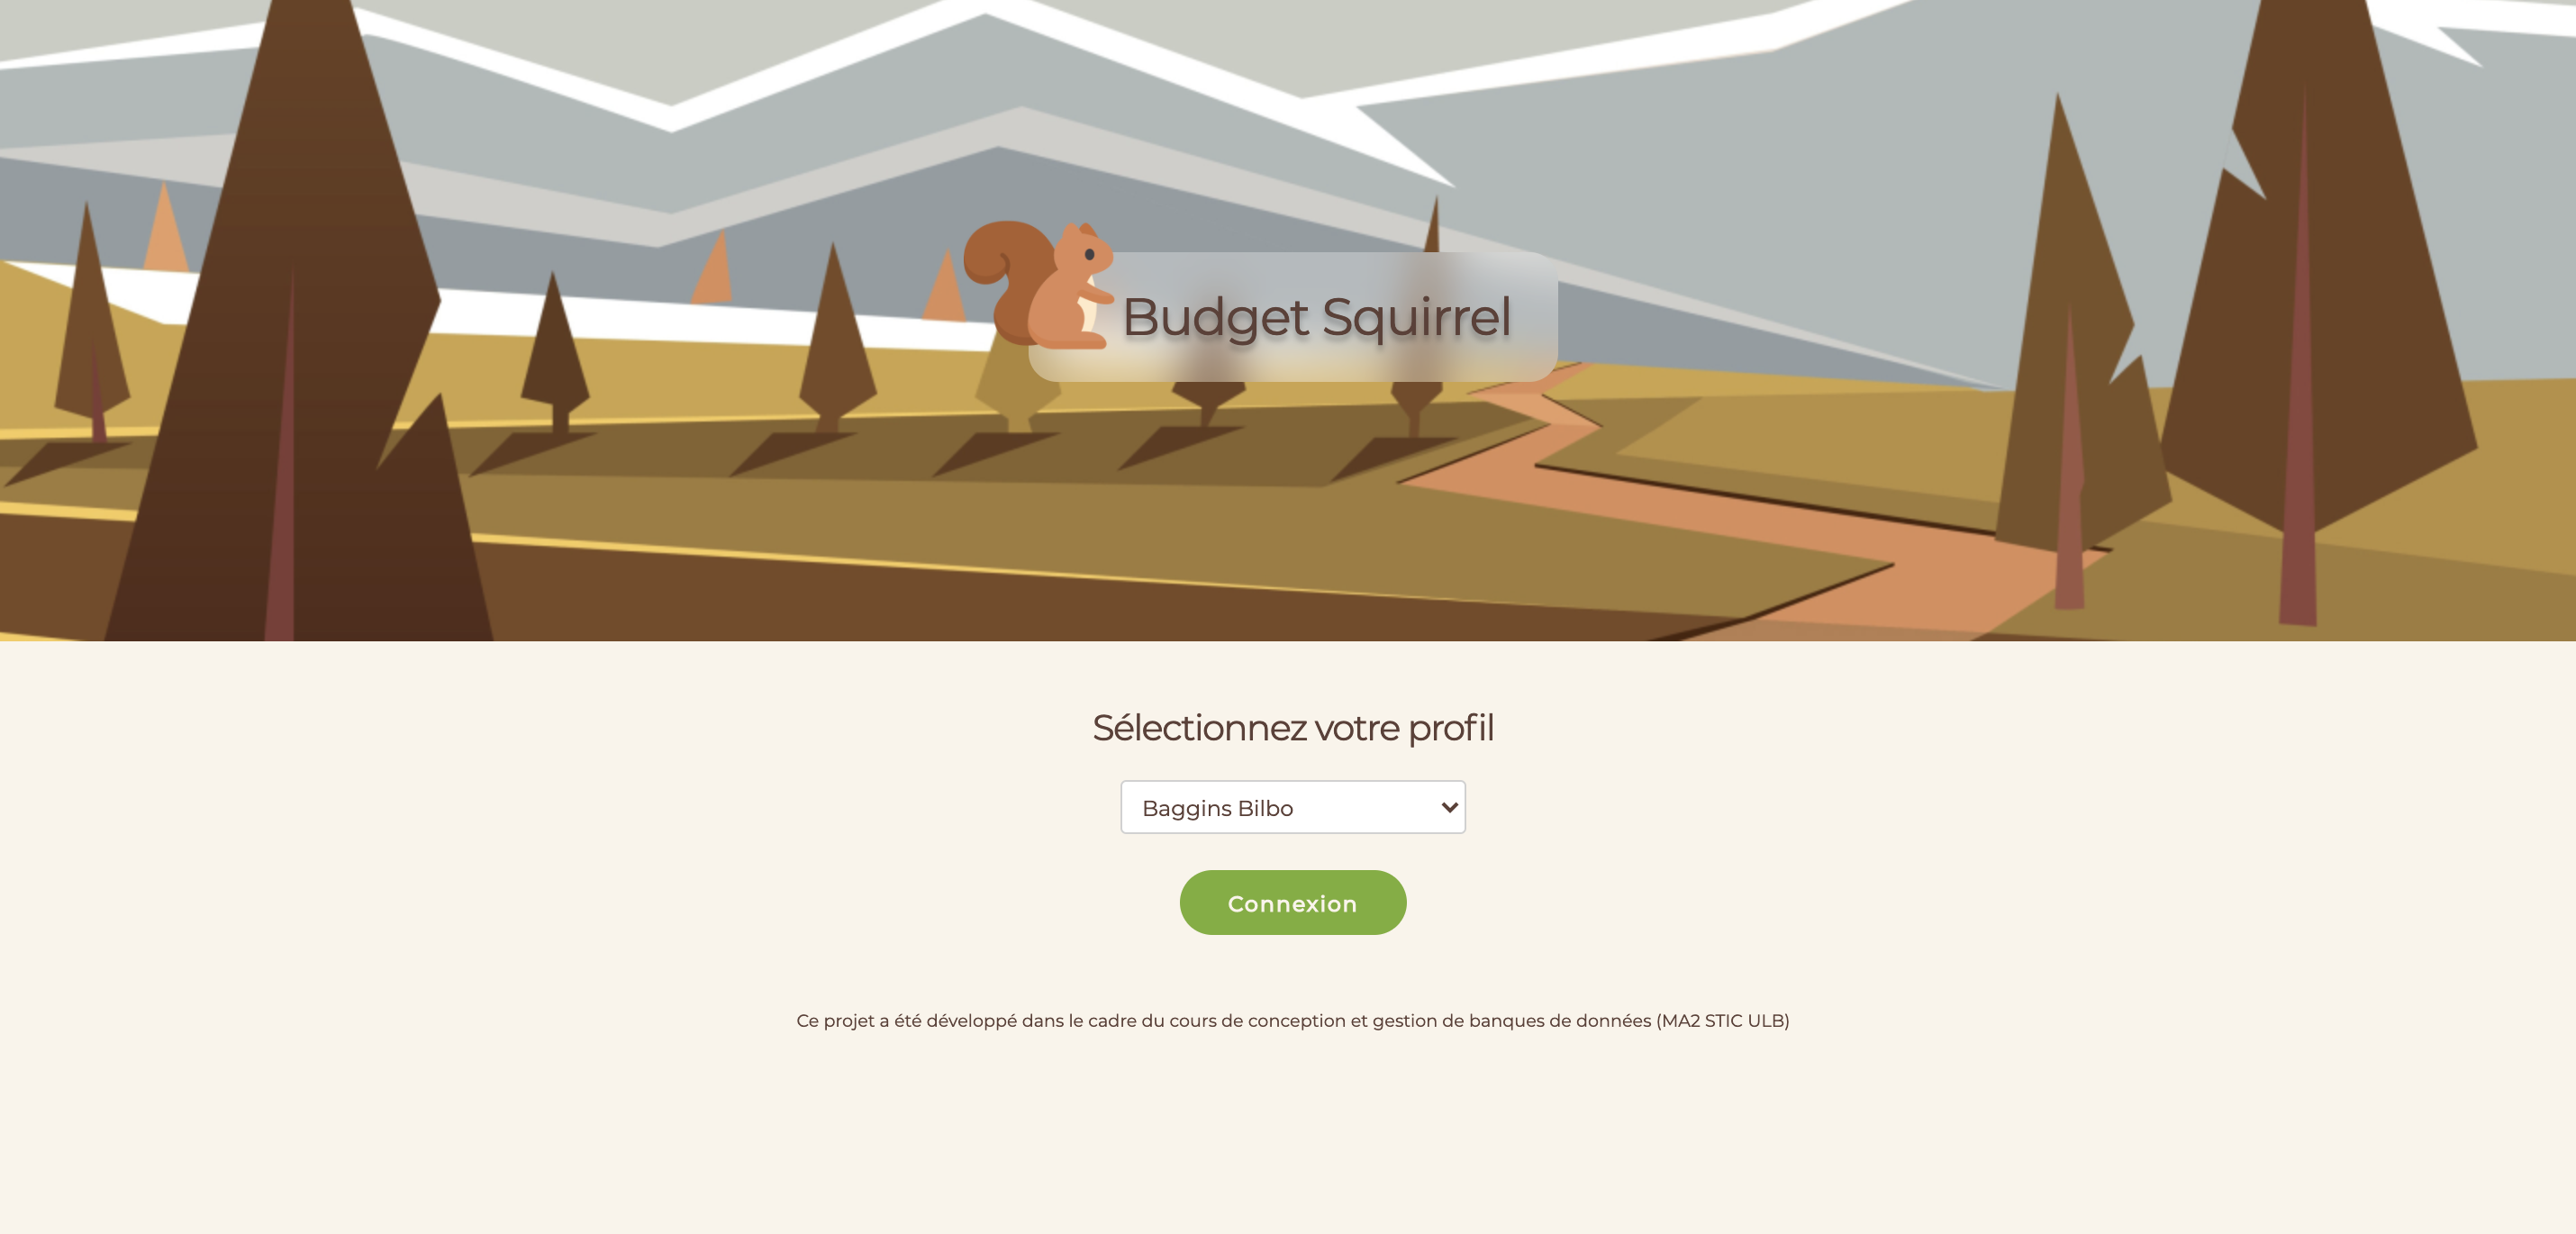 Budget Squirrel
Sélectionnez votre profil
Baggins Bilbo
Connexion
Ce projet a été développé dans le cadre du cours de conception et gestion de banques de données (MA2 STIC ULB)